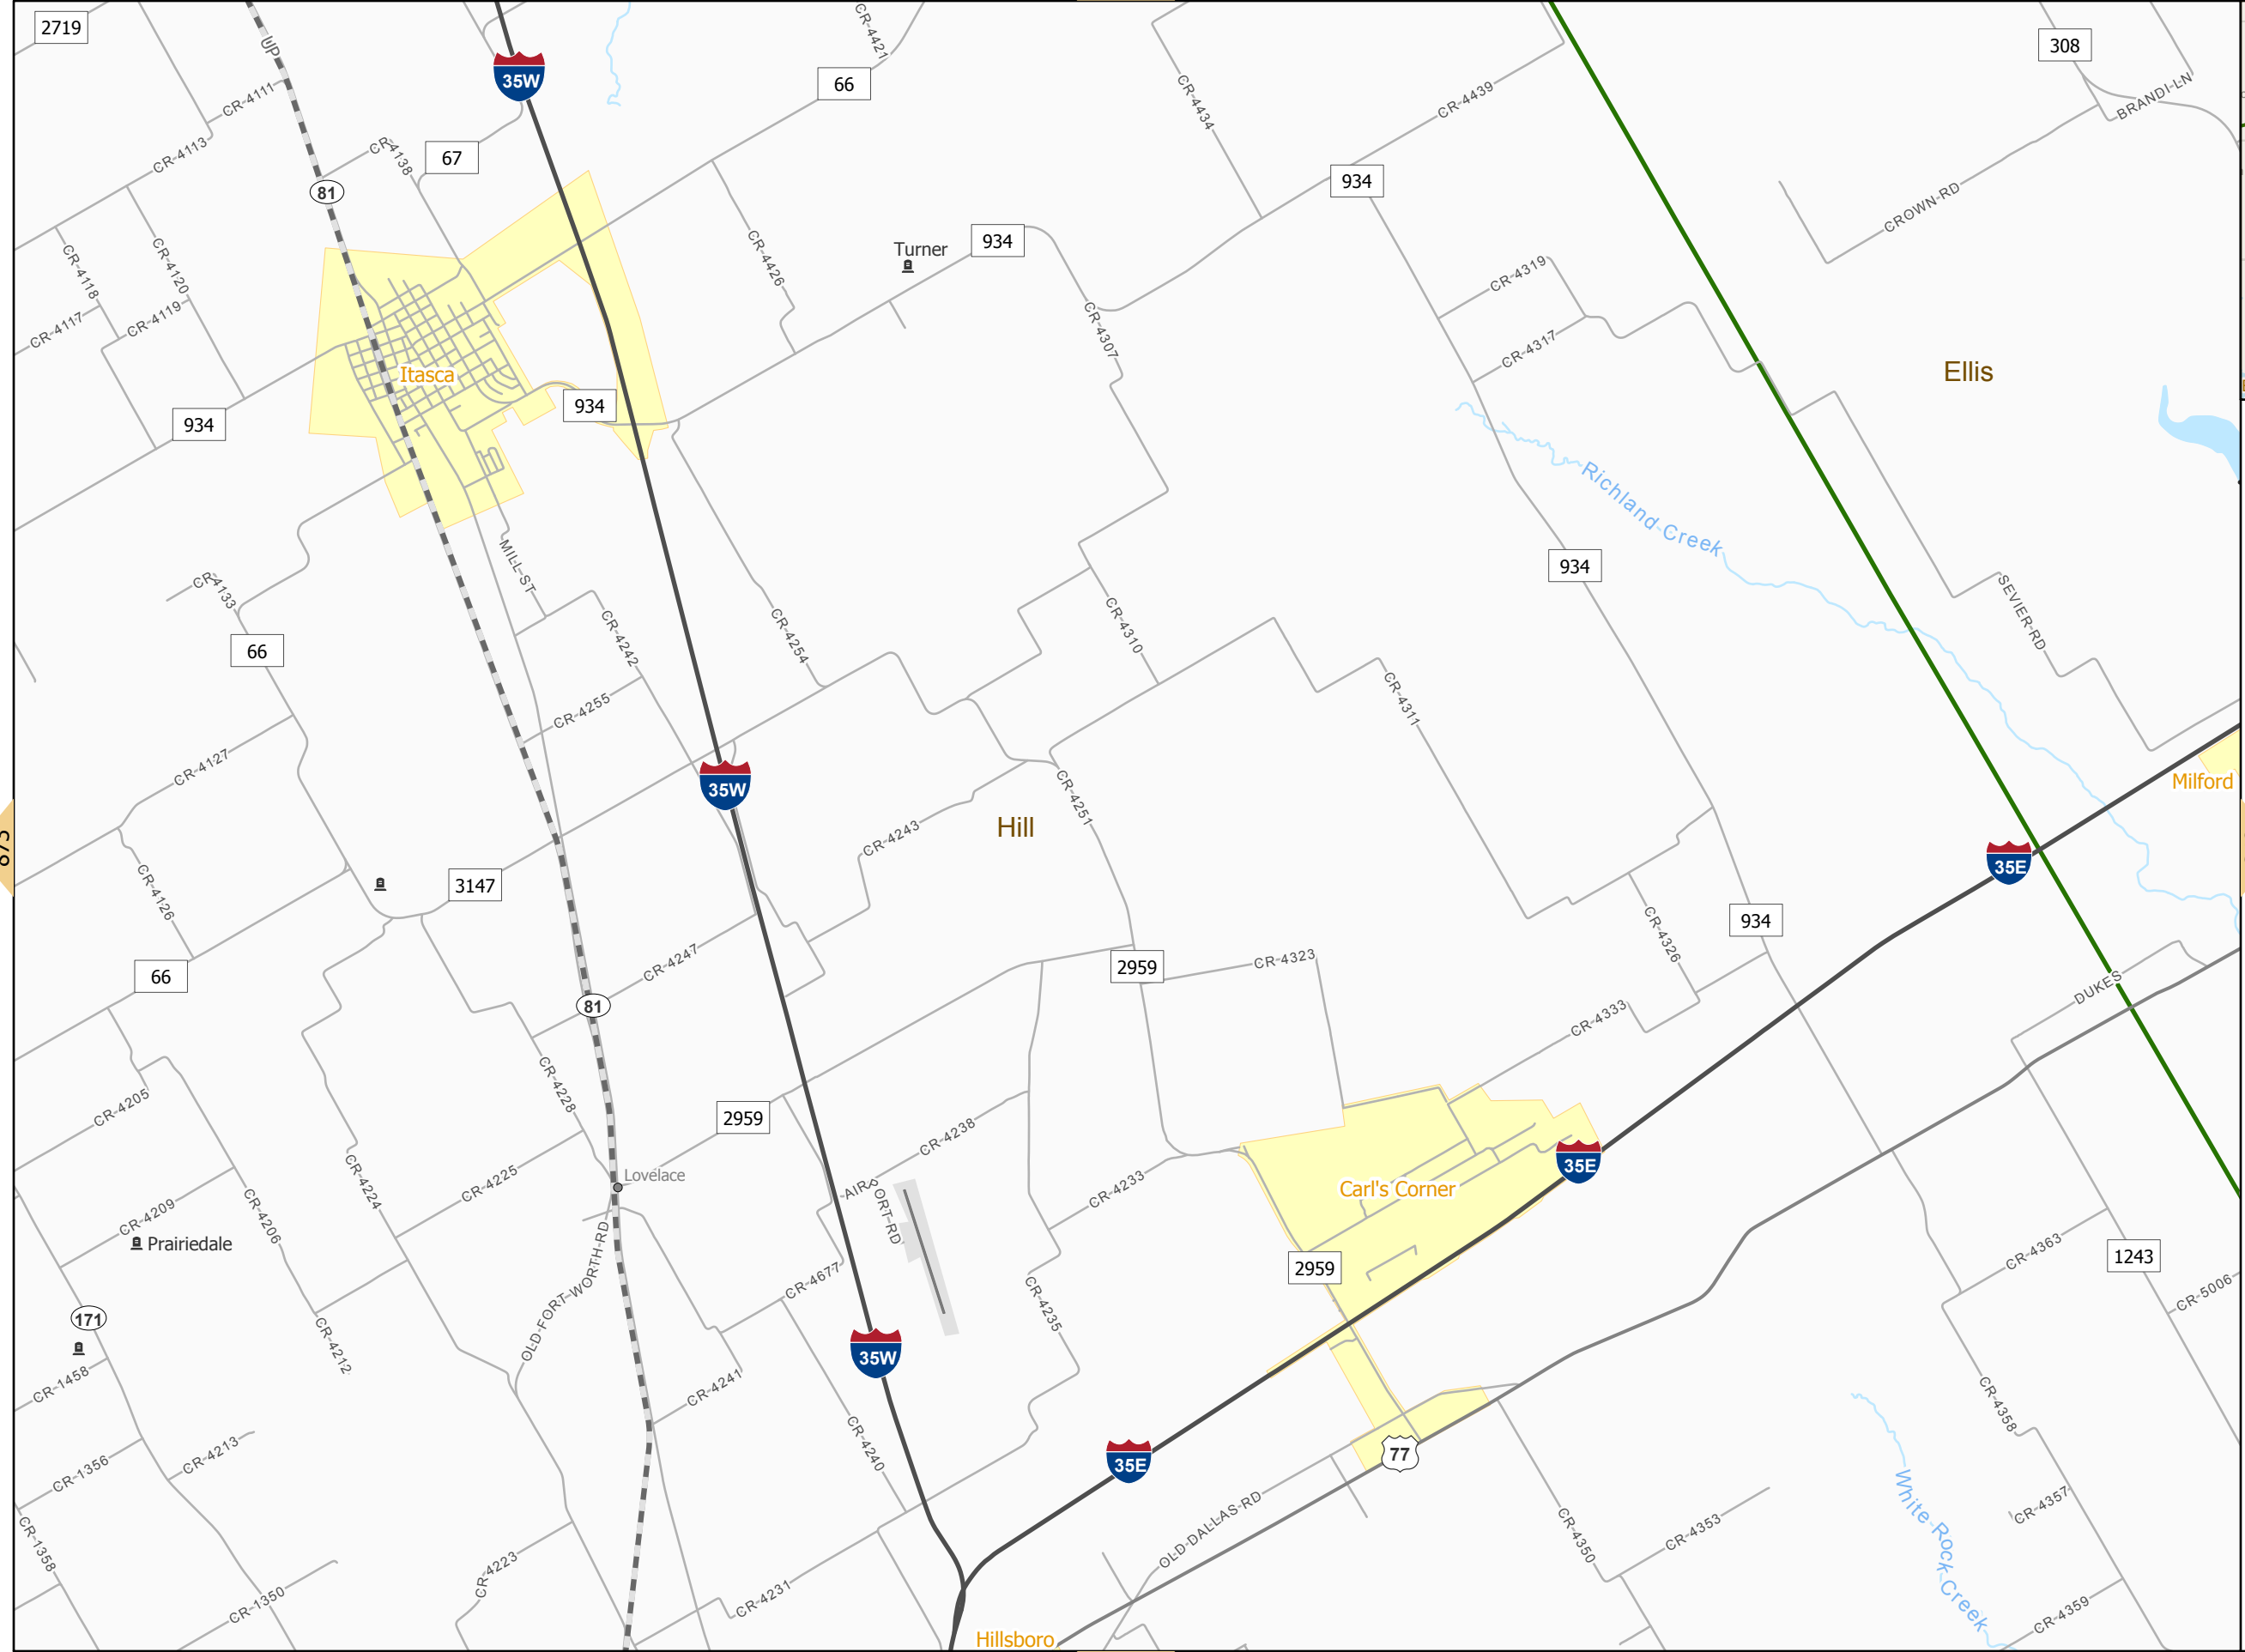 2719
UP
35W
CR-4421
66
308
CR-4434
CR-4439
BRANDI-LN
CR-4111
CR-4113
CR-4138
67
81
934
CROWN-RD
CR-4118
CR-4120
CR-4426
Turner
934
CR-4319
CR-4117
CR-4119
CR-4307
CR-4317
Itasca
Ellis
934
934
Richland-Creek
MILL-ST
CR4133
934
SEVIER-RD
66
CR-4242
CR-4254
CR-4310
CR-4255
CR-4311
CR-4127
35W
Milford
CR-4251
Hill
CR-4243
35E
3147
CR-4126
934
CR-4326
CR-4247
2959
CR-4323
66
81
DUKES
CR-4333
CR-4228
CR-4205
2959
CR-4238
CR-4224
CR-4225
Lovelace
AIRPORT-RD
CR-4233
35E
Carl's Corner
CR-4209
CR-4206
Prairiedale
OLD-FORT-WORTH-RD
CR-4677
2959
CR-4363
1243
CR-5006
171
CR-4212
CR-4235
35W
CR-1458
CR-4241
CR-4358
CR-4240
CR-4213
CR-1356
35E
77
White-Rock-Creek
CR-1358
OLD-DALLAS-RD
CR-4350
CR-4353
CR-4357
CR-4223
CR-1350
CR-4231
CR-4359
Hillsboro